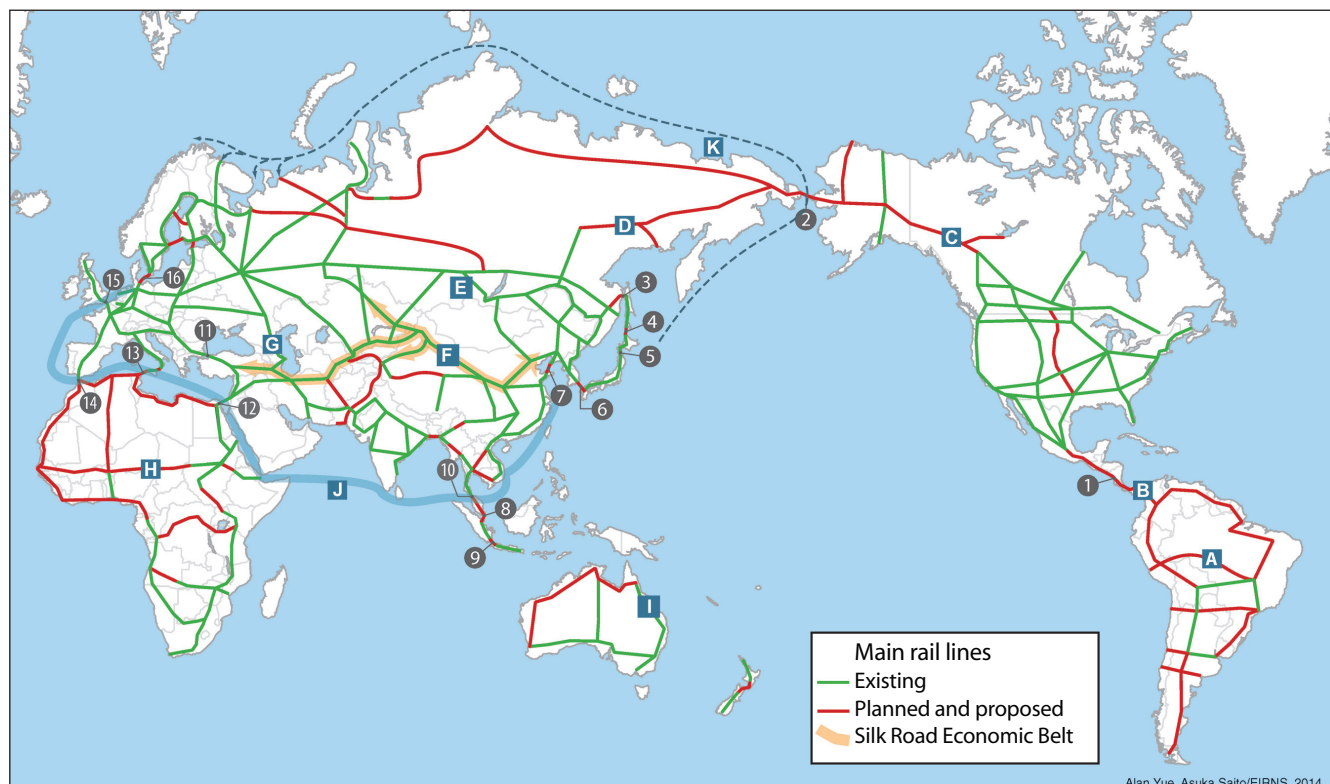 K
2
D
C
3
15
16
E
4
11
G
5
F
13
7
14
12
6
10
H
1
B
J
8
9
A
I
Main rail lines
Existing
Planned and proposed
Silk Road Economic Belt
Alan Yue, Asuka Saito/EIRNS, 2014